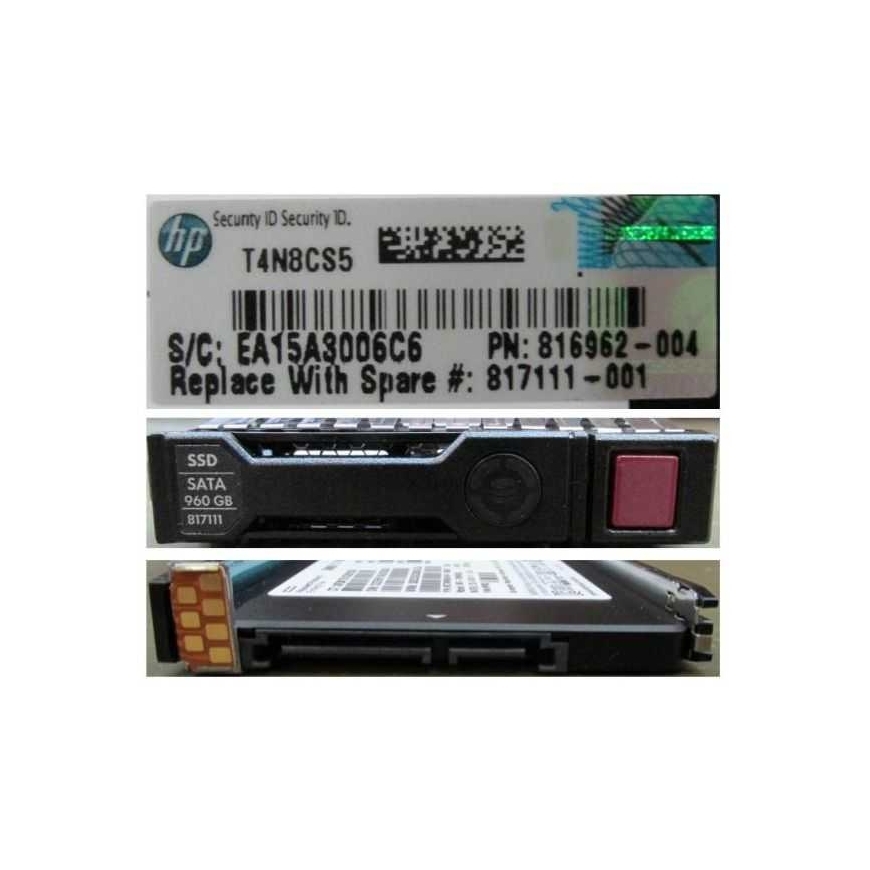 hp
Security ID Security ID.
T4N8CS5
S/C: EA15A3006C6 PN: 816962-004
Replace With Spare #: 817111-001
SSD
SATA
960 GB
817111